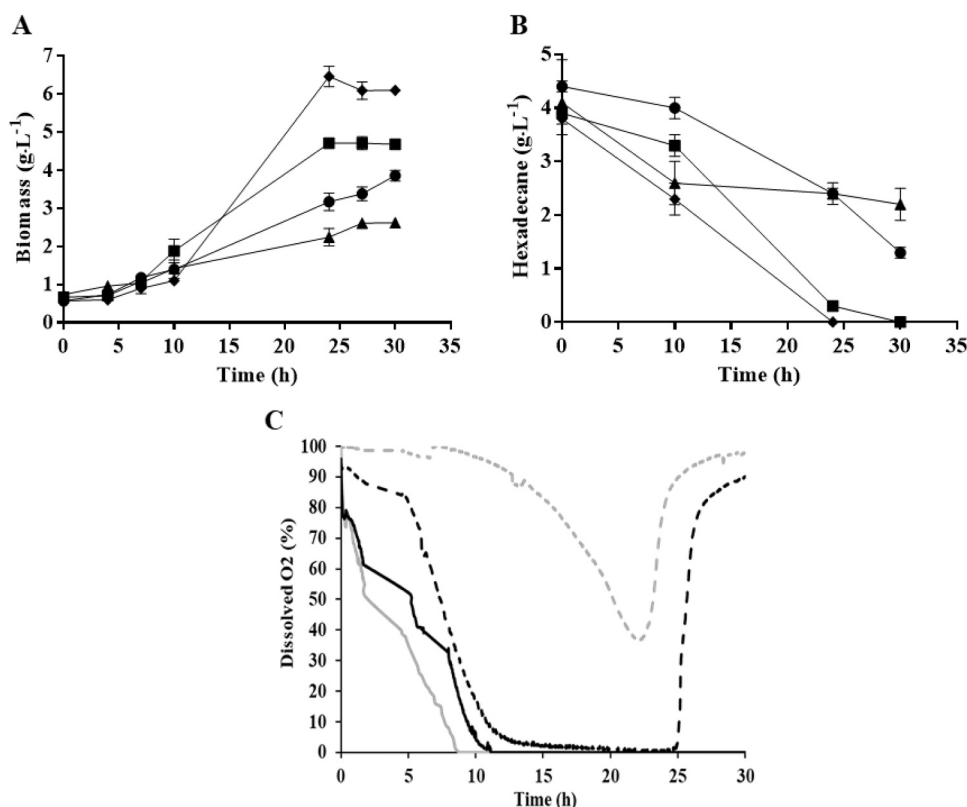 A
7
6
5
4
3
2
1
0
Biomass (g·L⁻¹)
0 5 10 15 20 25 30 35
Time (h)
B
5
4
3
2
1
0
Hexadecane (g·L⁻¹)
0 5 10 15 20 25 30 35
Time (h)
C
100
90
80
70
60
50
40
30
20
10
0
Dissolved O2 (%)
0 5 10 15 20 25 30
Time (h)